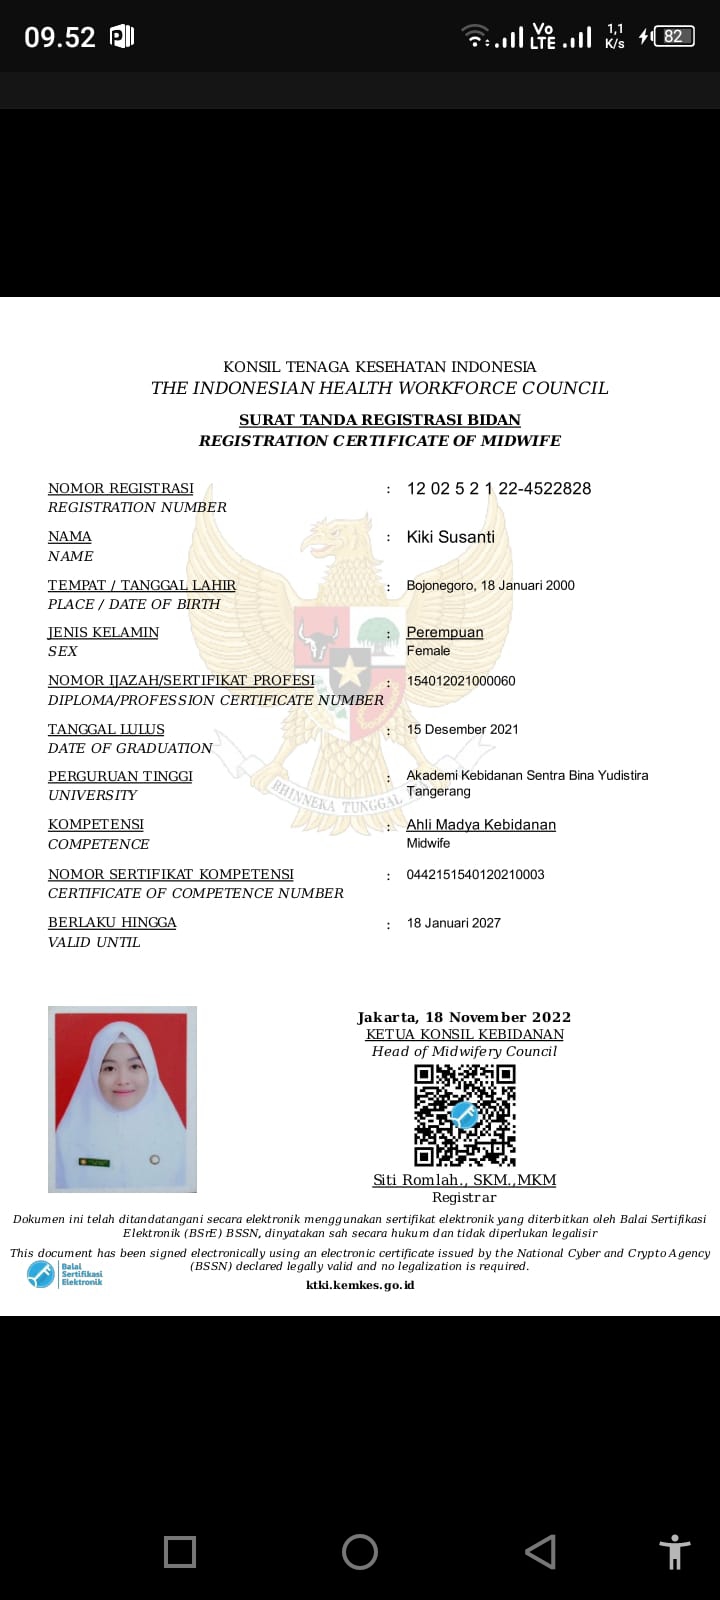 09.52
Vo LTE
1,1 K/s
82
KONSIL TENAGA KESEHATAN INDONESIA
THE INDONESIAN HEALTH WORKFORCE COUNCIL
SURAT TANDA REGISTRASI BIDAN
REGISTRATION CERTIFICATE OF MIDWIFE
NOMOR REGISTRASI : 12 02 5 2 1 22-4522828
REGISTRATION NUMBER
NAMA : Kiki Susanti
NAME
TEMPAT / TANGGAL LAHIR : Bojonegoro, 18 Januari 2000
PLACE / DATE OF BIRTH
JENIS KELAMIN : Perempuan
SEX Female
NOMOR IJAZAH/SERTIFIKAT PROFESI : 154012021000060
DIPLOMA/PROFESSION CERTIFICATE NUMBER
TANGGAL LULUS : 15 Desember 2021
DATE OF GRADUATION
PERGURUAN TINGGI : Akademi Kebidanan Sentra Bina Yudistira
UNIVERSITY Tangerang
BHINNEKA TUNGGAL
KOMPETENSI : Ahli Madya Kebidanan
COMPETENCE Midwife
NOMOR SERTIFIKAT KOMPETENSI : 0442151540120210003
CERTIFICATE OF COMPETENCE NUMBER
BERLAKU HINGGA : 18 Januari 2027
VALID UNTIL
Jakarta, 18 November 2022
KETUA KONSIL KEBIDANAN
Head of Midwifery Council
Siti Romlah., SKM.,MKM
Registrar
Dokumen ini telah ditandatangani secara elektronik menggunakan sertifikat elektronik yang diterbitkan oleh Balai Sertifikasi
Elektronik (BSrE) BSSN, dinyatakan sah secara hukum dan tidak diperlukan legalisir
This document has been signed electronically using an electronic certificate issued by the National Cyber and Crypto Agency
(BSSN) declared legally valid and no legalization is required.
Balai
Sertifikasi
Elektronik
ktki.kemkes.go.id